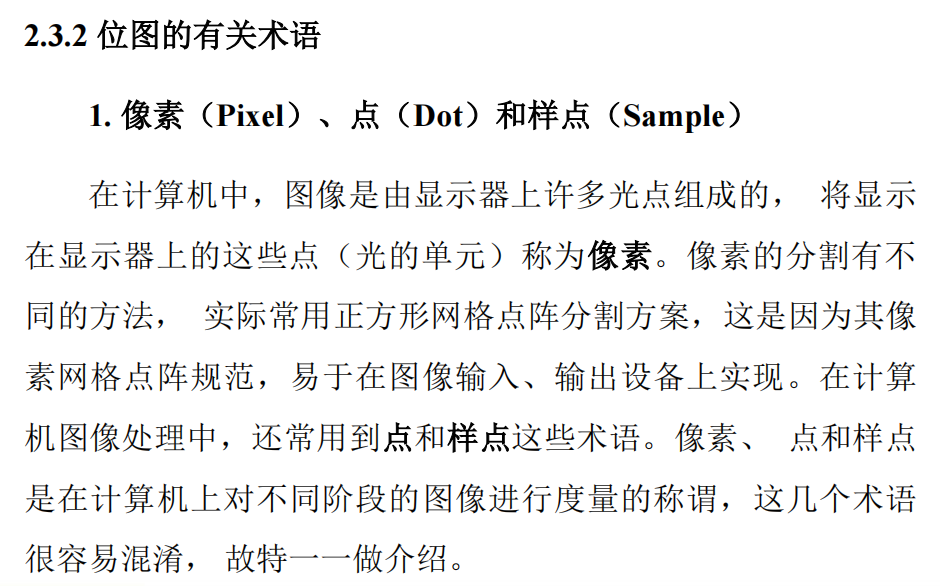 2.3.2 位图的有关术语
1. 像素（Pixel）、点（Dot）和样点（Sample）
在计算机中，图像是由显示器上许多光点组成的， 将显示
在显示器上的这些点（光的单元）称为像素。像素的分割有不
同的方法， 实际常用正方形网格点阵分割方案，这是因为其像
素网格点阵规范，易于在图像输入、输出设备上实现。在计算
机图像处理中，还常用到点和样点这些术语。像素、 点和样点
是在计算机上对不同阶段的图像进行度量的称谓，这几个术语
很容易混淆， 故特一一做介绍。